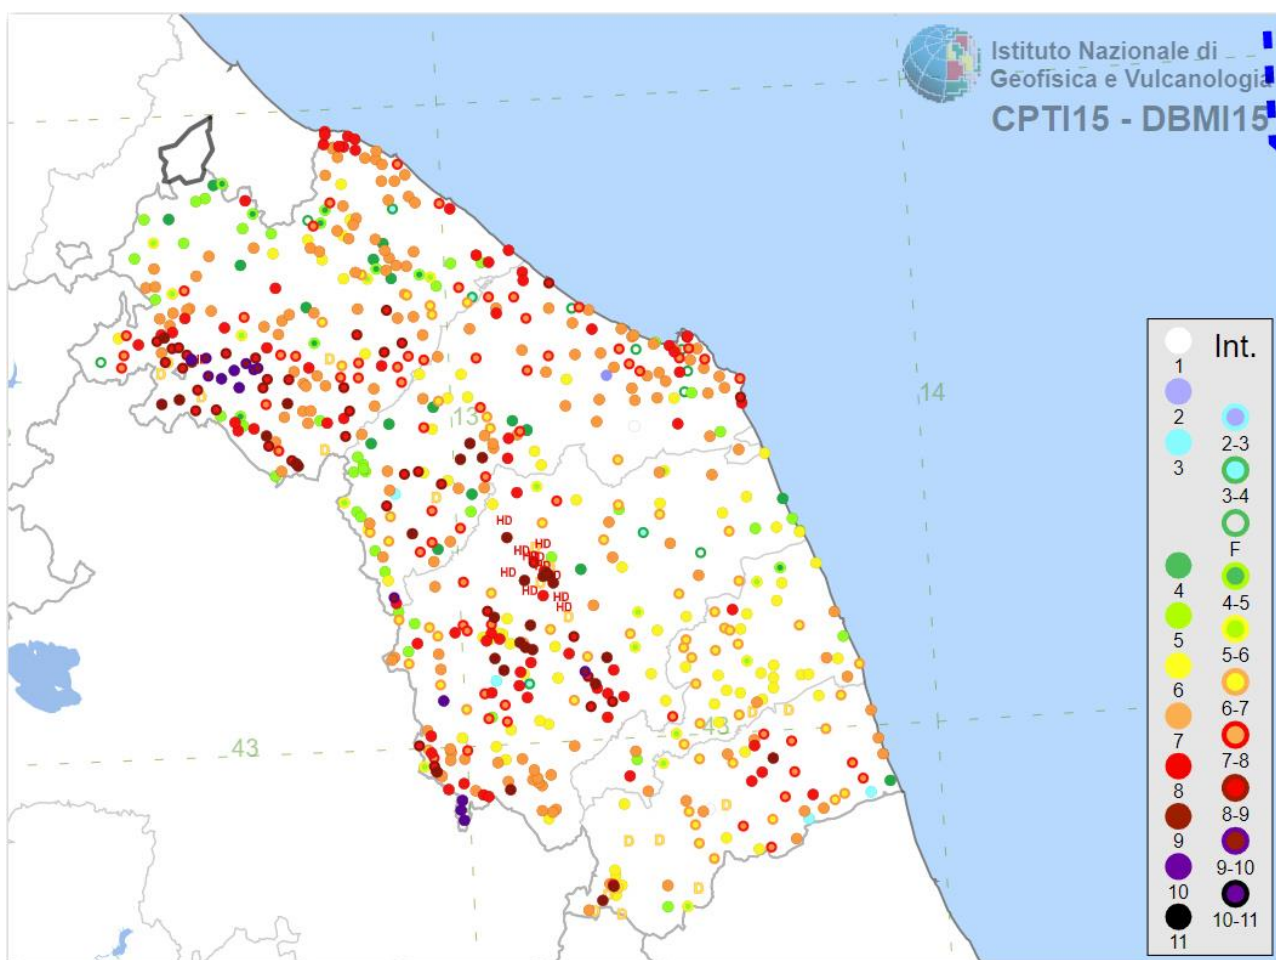 Istituto Nazionale di
Geofisica e Vulcanologia
CPTI15 - DBMI15
14
13
D
D
D
D
HD
HD
HD
HD
HD
HD
HD
D
D
D
43
43
D
D
D
D
D
D
Int.
1
2
2-3
3
3-4
F
4
4-5
5
5-6
6
6-7
7
7-8
8
8-9
9
9-10
10
10-11
11